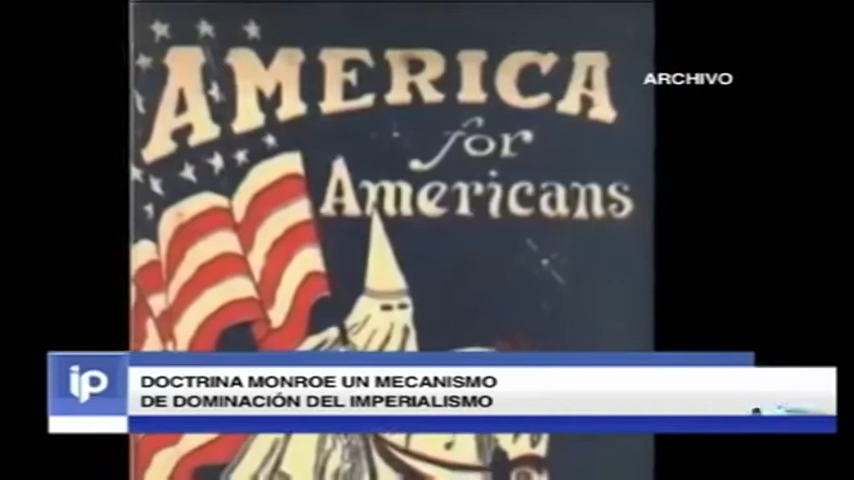 AMERICA
for
Americans
ARCHIVO
ip
DOCTRINA MONROE UN MECANISMO
DE DOMINACIÓN DEL IMPERIALISMO